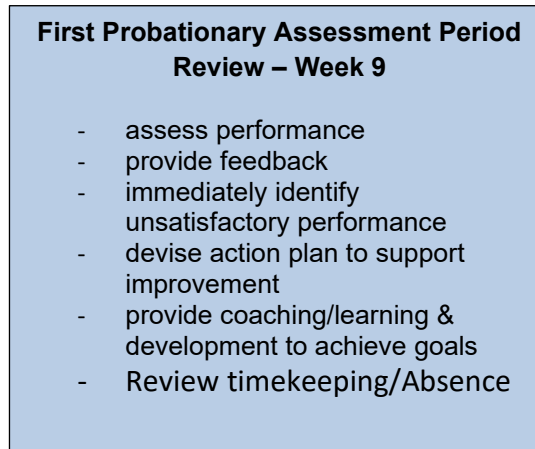 First Probationary Assessment Period
Review – Week 9
- assess performance
- provide feedback
- immediately identify
unsatisfactory performance
- devise action plan to support
improvement
- provide coaching/learning &
development to achieve goals
- Review timekeeping/Absence